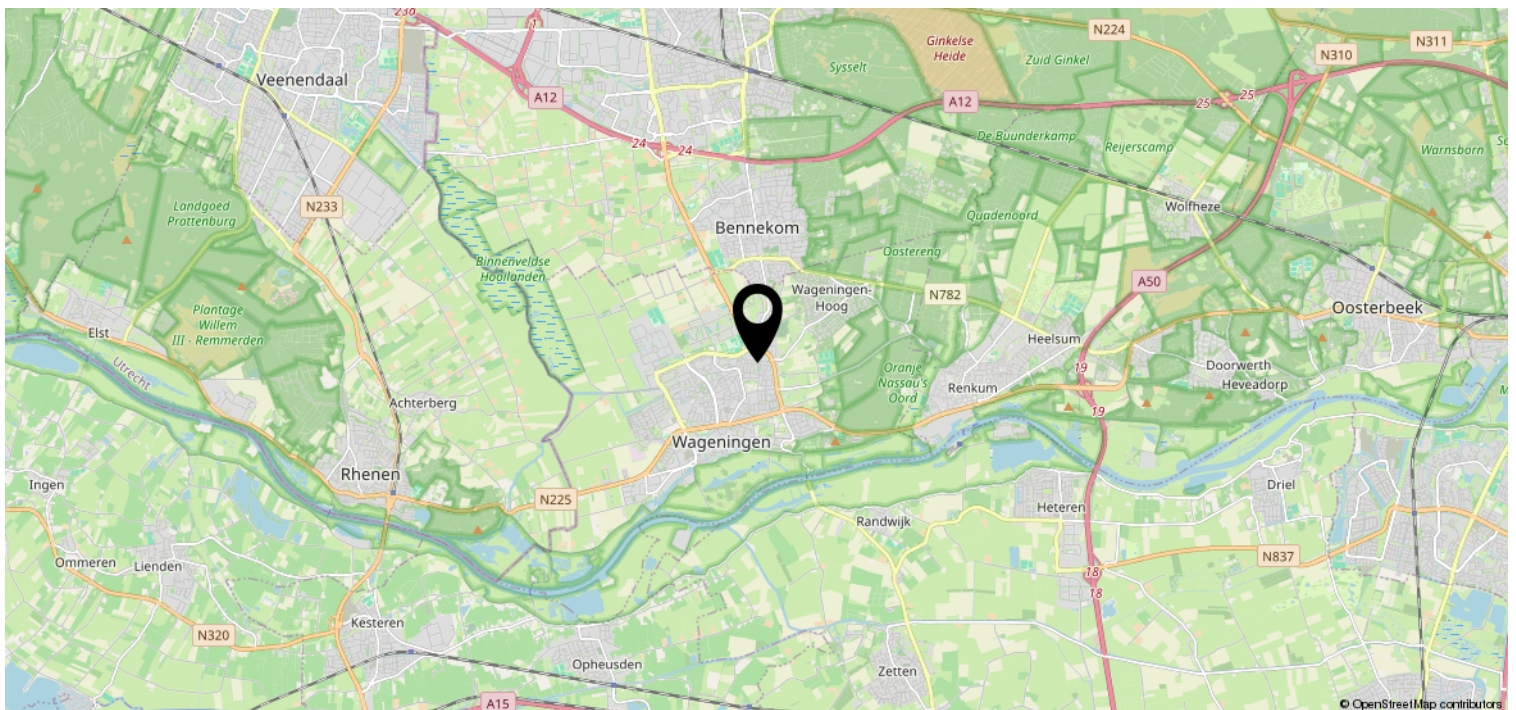 238
1
N224
N311
Ginkelse
Heide
N310
Zuid Ginkel
Sysselt
Veenendaal
A12
A12
25
25
De Buunderkamp
24
24
Reijerscamp
Warnsborn
Landgoed
Prattenburg
N233
Wolfheze
Quadenoord
Bennekom
Oostereng
Binnenveldse
Hooilanden
A50
Wageningen-
Hoog
N782
Oosterbeek
Plantage
Willem
III - Remmerden
Elst
Heelsum
Utrecht
19
Doorwerth
Oranje
Nassau's
Oord
Renkum
Heveadorp
Achterberg
19
Wageningen
Rhenen
Ingen
N225
Driel
Heteren
Randwijk
Ommeren
Lienden
N837
18
18
Kesteren
N320
Opheusden
Zetten
A15
© OpenStreetMap contributors